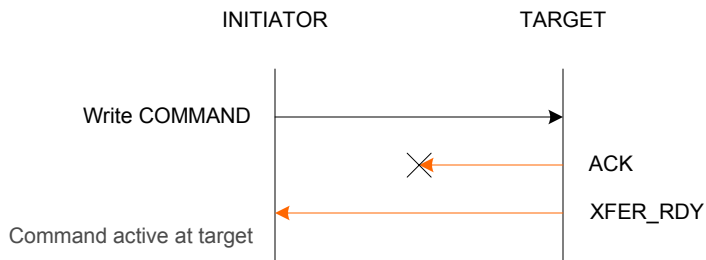 INITIATOR TARGET
Write COMMAND
ACK
XFER_RDY
Command active at target